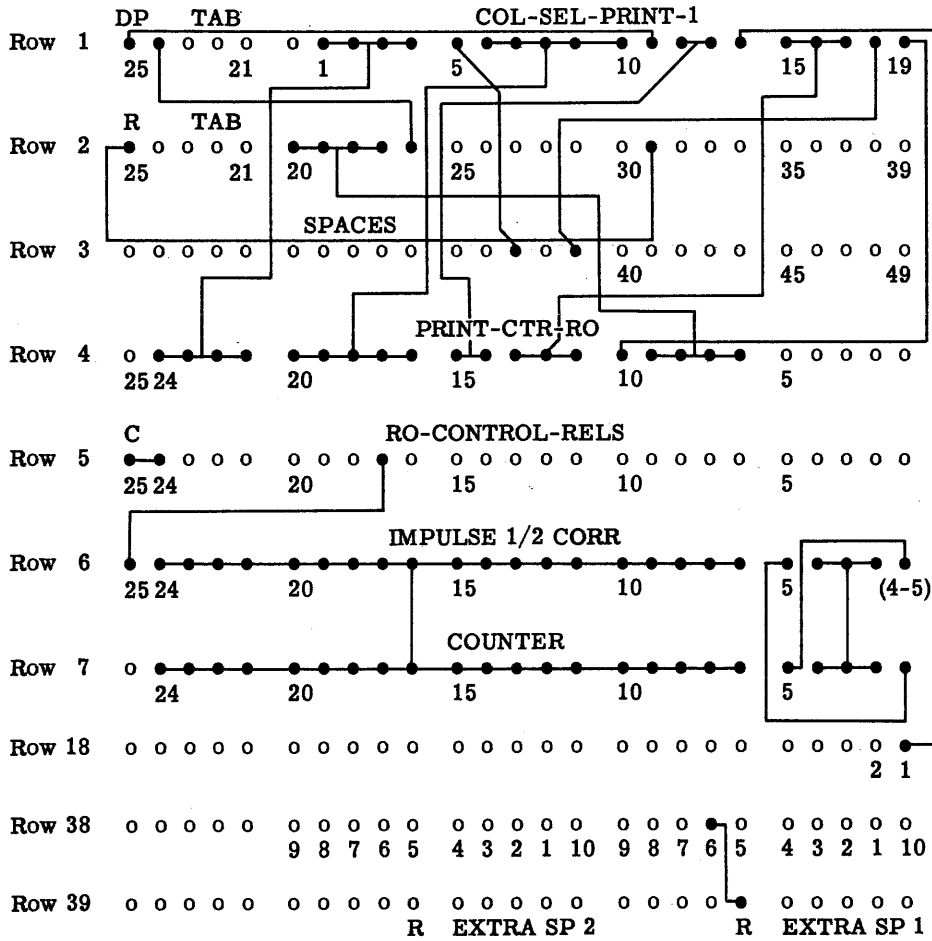 DP TAB COL-SEL-PRINT-1
Row 1 o o o o
25 21 1 5 10 15 19
R TAB
Row 2 o o o o o o o o o o o o o o o o o o
25 21 20 25 30 35 39
SPACES
Row 3 o o o o o o o o o o o o o o o o o o o o o o o
40 45 49
PRINT-CTR-RO
Row 4 o o o o o o
25 24 20 15 10 5
C RO-CONTROL-RELS
Row 5 o o o o o o o o o o o o o o o o o o o o o o
25 24 20 15 10 5
IMPULSE 1/2 CORR
Row 6
25 24 20 15 10 5 (4-5)
COUNTER
Row 7 o
24 20 15 10 5
Row 18 o o o o o o o o o o o o o o o o o o o o o o o o
2 1
Row 38 o o o o o o o o o o o o o o o o o o o o o o o o
9 8 7 6 5 4 3 2 1 10 9 8 7 6 5 4 3 2 1 10
Row 39 o o o o o o o o o o o o o o o o o o o o o o o o
R EXTRA SP 2 R EXTRA SP 1